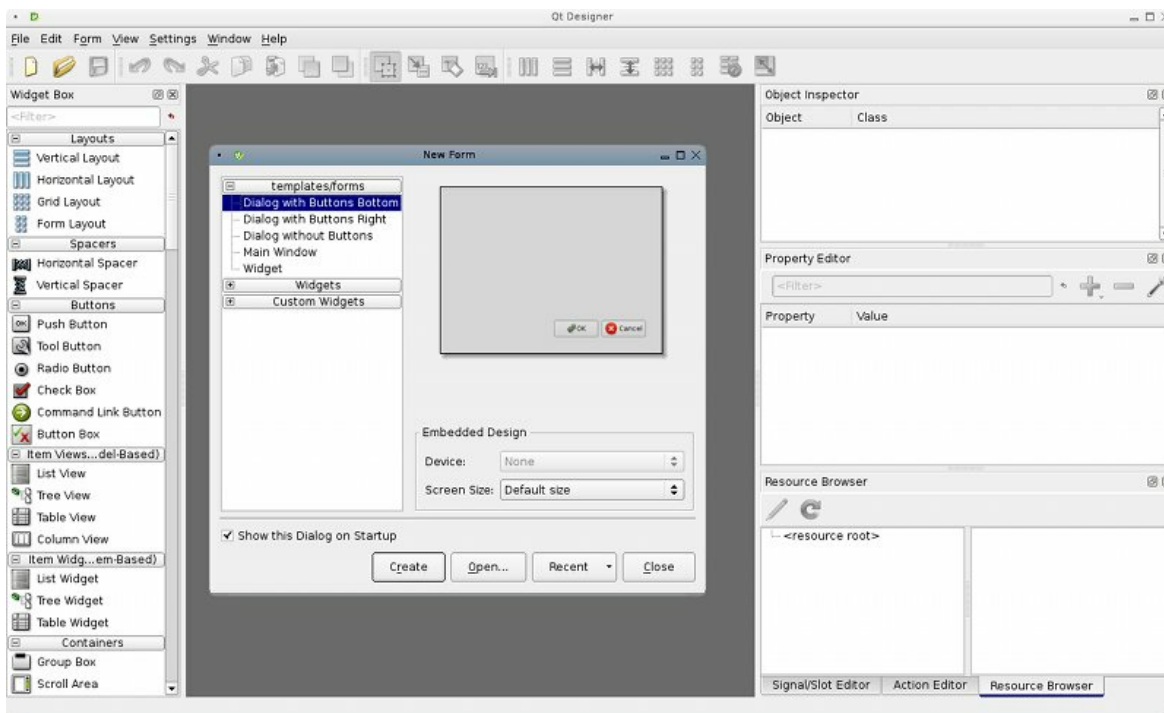 Qt Designer
File Edit Form View Settings Window Help
Widget Box
<Filter>
Layouts
Vertical Layout
Horizontal Layout
Grid Layout
Form Layout
Spacers
Horizontal Spacer
Vertical Spacer
Buttons
OK Push Button
Tool Button
Radio Button
Check Box
Command Link Button
Button Box
Item Views...del-Based)
List View
Tree View
Table View
Column View
Item Widg...em-Based)
List Widget
Tree Widget
Table Widget
Containers
Group Box
Scroll Area
New Form
templates/forms
Dialog with Buttons Bottom
Dialog with Buttons Right
Dialog without Buttons
Main Window
Widget
Widgets
Custom Widgets
OK Cancel
Embedded Design
Device: None
Screen Size: Default size
Show this Dialog on Startup
Create Open... Recent Close
Object Inspector
Object Class
Property Editor
<Filter>
Property Value
Resource Browser
<resource root>
Signal/Slot Editor Action Editor Resource Browser